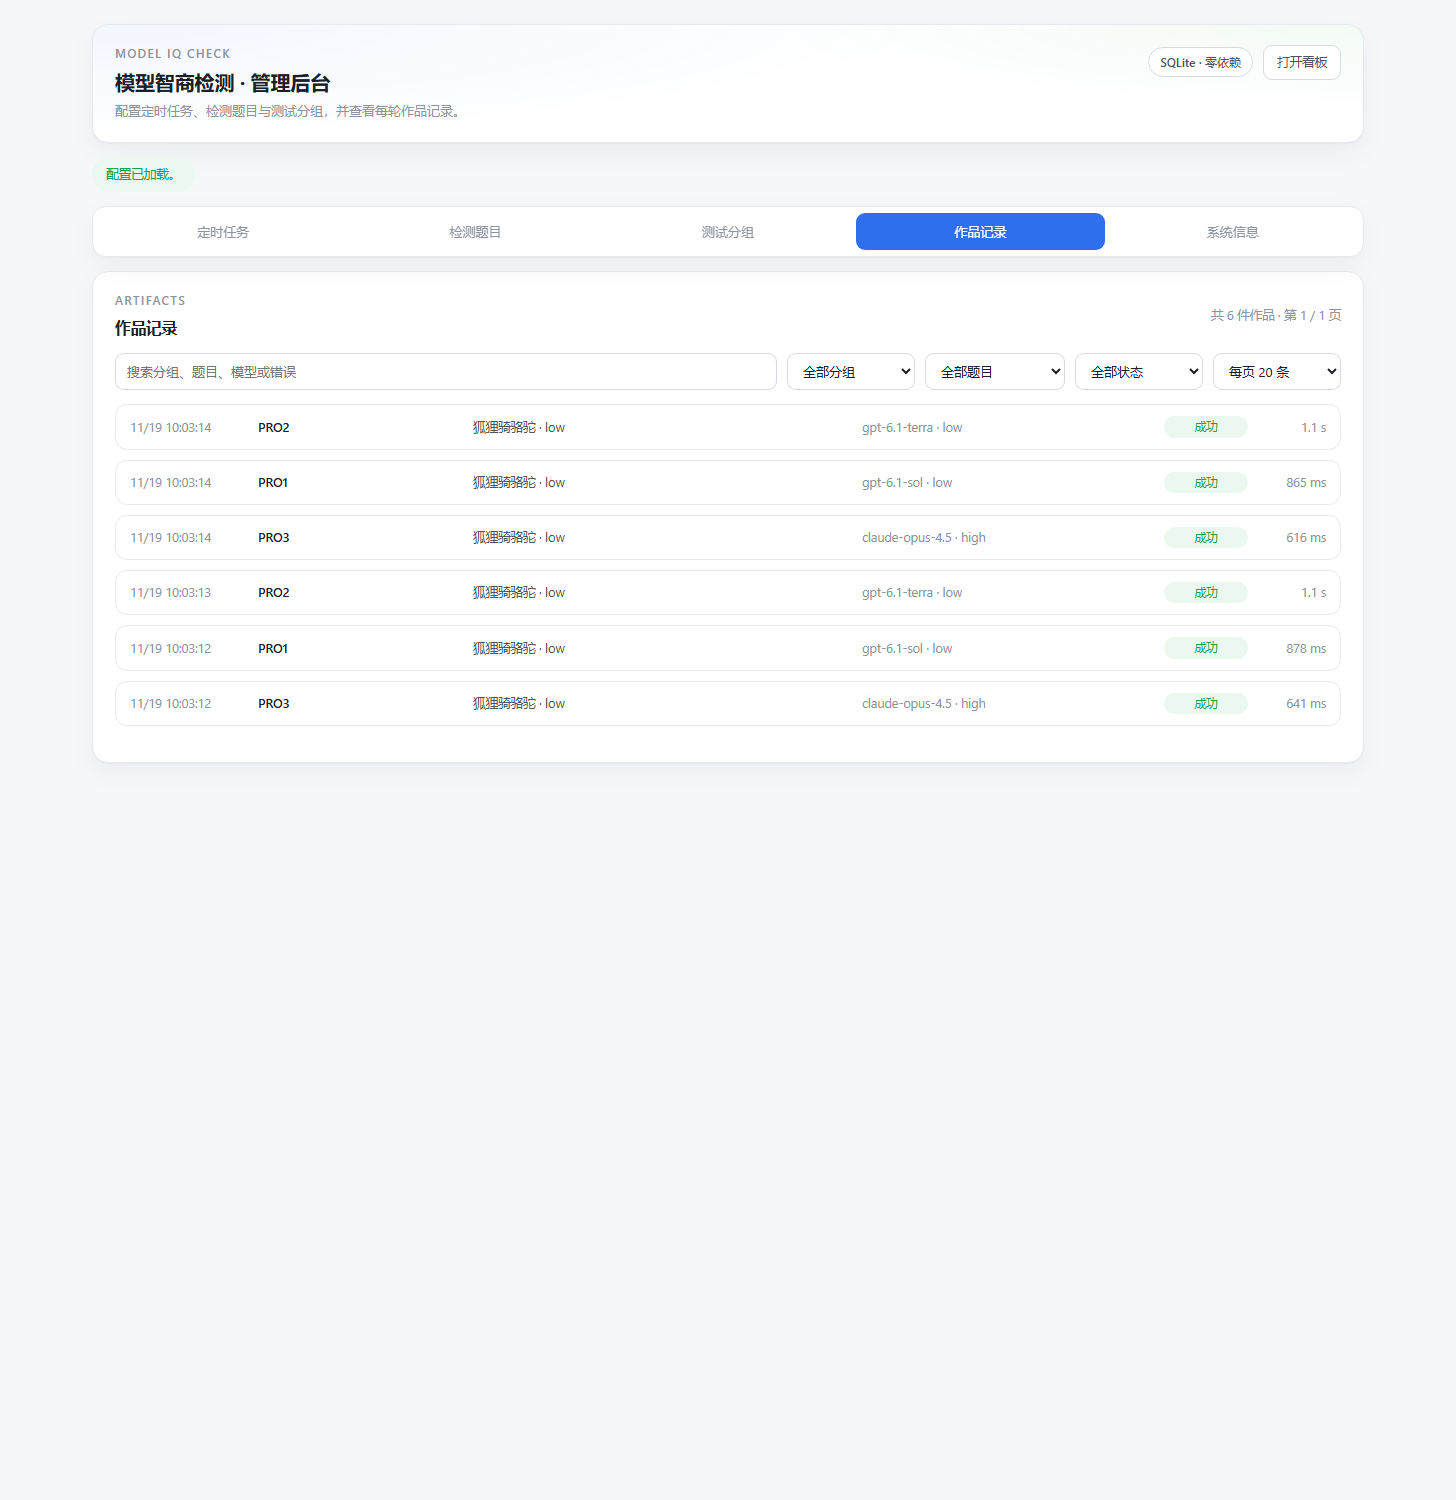 MODEL IQ CHECK
模型智商检测 · 管理后台
配置定时任务、检测题目与测试分组，并查看每轮作品记录。
SQLite · 零依赖
打开看板
配置已加载。
定时任务
检测题目
测试分组
作品记录
系统信息
ARTIFACTS
作品记录
共 6 件作品 · 第 1 / 1 页
搜索分组、题目、模型或错误
全部分组
全部题目
全部状态
每页 20 条
11/19 10:03:14 PRO2 狐狸骑骆驼 · low gpt-6.1-terra · low 成功 1.1 s
11/19 10:03:14 PRO1 狐狸骑骆驼 · low gpt-6.1-sol · low 成功 865 ms
11/19 10:03:14 PRO3 狐狸骑骆驼 · low claude-opus-4.5 · high 成功 616 ms
11/19 10:03:13 PRO2 狐狸骑骆驼 · low gpt-6.1-terra · low 成功 1.1 s
11/19 10:03:12 PRO1 狐狸骑骆驼 · low gpt-6.1-sol · low 成功 878 ms
11/19 10:03:12 PRO3 狐狸骑骆驼 · low claude-opus-4.5 · high 成功 641 ms